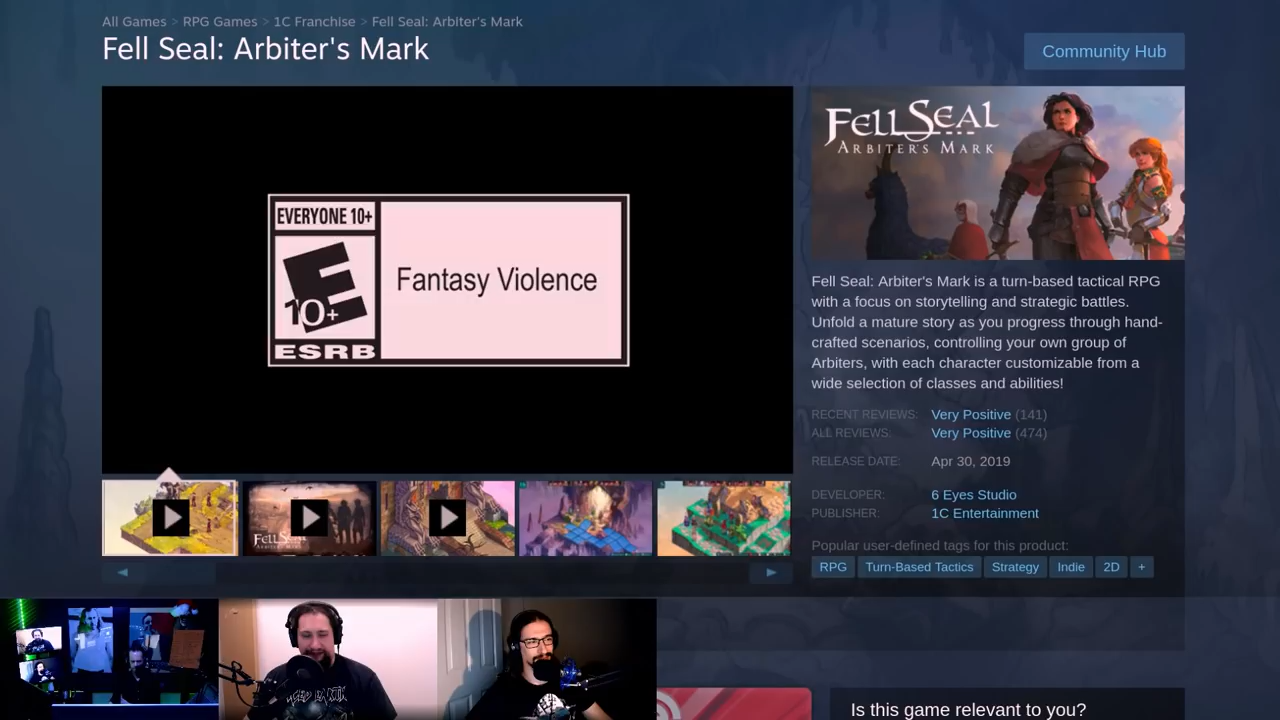 All Games > RPG Games > 1C Franchise > Fell Seal: Arbiter's Mark
Fell Seal: Arbiter's Mark
Community Hub
EVERYONE 10+
E
10+
ESRB
Fantasy Violence
FELL SEAL
ARBITER'S MARK
Fell Seal: Arbiter's Mark is a turn-based tactical RPG
with a focus on storytelling and strategic battles.
Unfold a mature story as you progress through hand-
crafted scenarios, controlling your own group of
Arbiters, with each character customizable from a
wide selection of classes and abilities!
RECENT REVIEWS: Very Positive (141)
ALL REVIEWS: Very Positive (474)
RELEASE DATE: Apr 30, 2019
DEVELOPER: 6 Eyes Studio
PUBLISHER: 1C Entertainment
Popular user-defined tags for this product:
RPG Turn-Based Tactics Strategy Indie 2D +
ICED EARTH
Is this game relevant to you?